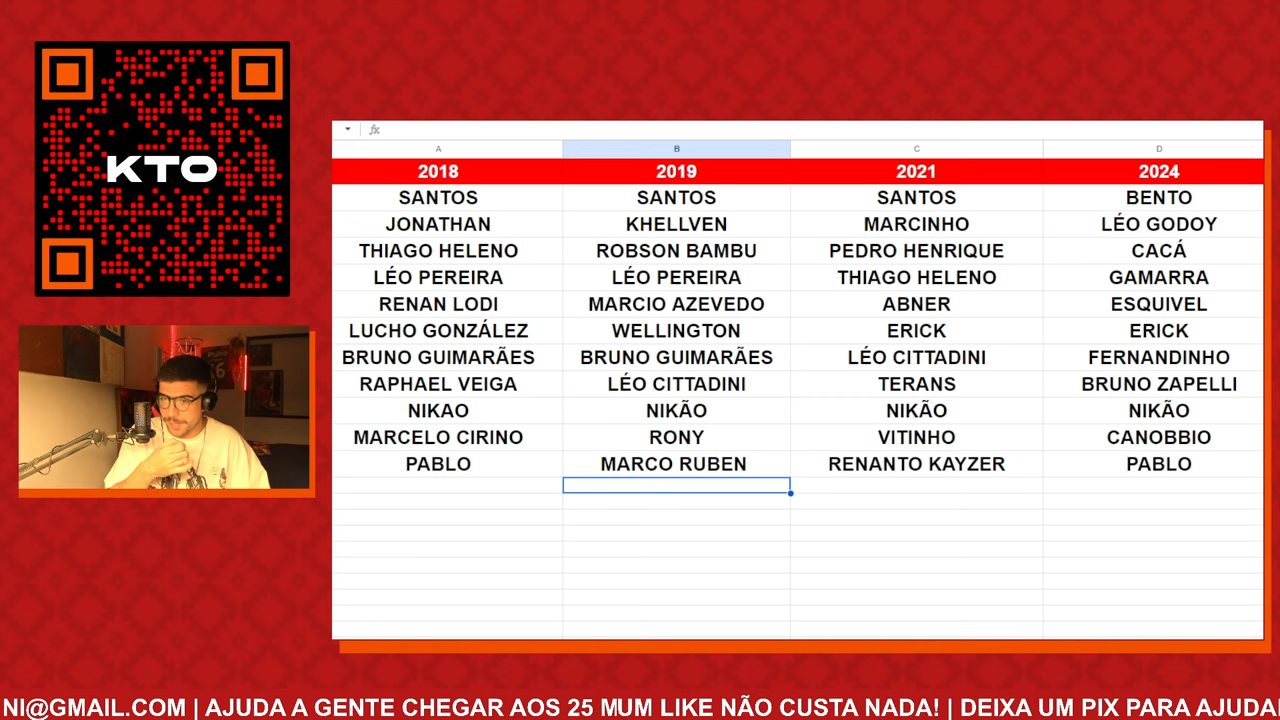 KTO
fx
A B C D
2018 2019 2021 2024
SANTOS SANTOS SANTOS BENTO
JONATHAN KHELLVEN MARCINHO LÉO GODOY
THIAGO HELENO ROBSON BAMBU PEDRO HENRIQUE CACÁ
LÉO PEREIRA LÉO PEREIRA THIAGO HELENO GAMARRA
RENAN LODI MARCIO AZEVEDO ABNER ESQUIVEL
LUCHO GONZÁLEZ WELLINGTON ERICK ERICK
BRUNO GUIMARÃES BRUNO GUIMARÃES LÉO CITTADINI FERNANDINHO
RAPHAEL VEIGA LÉO CITTADINI TERANS BRUNO ZAPELLI
NIKAO NIKÃO NIKÃO NIKÃO
MARCELO CIRINO RONY VITINHO CANOBBIO
PABLO MARCO RUBEN RENANTO KAYZER PABLO
NI@GMAIL.COM | AJUDA A GENTE CHEGAR AOS 25 MUM LIKE NÃO CUSTA NADA! | DEIXA UM PIX PARA AJUDA